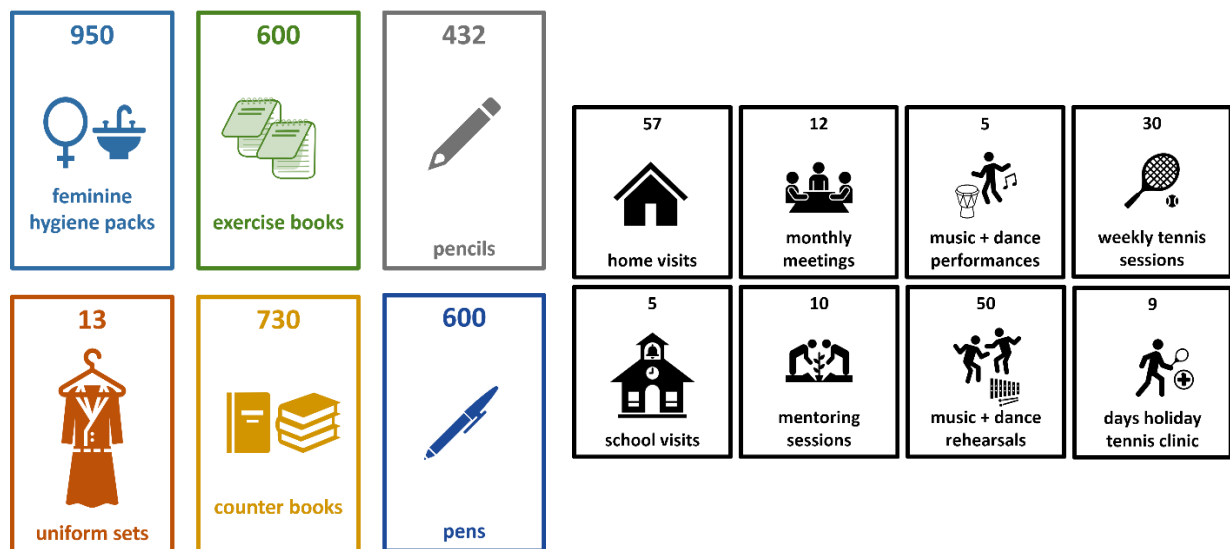 950
feminine
hygiene packs
600
exercise books
432
pencils
13
uniform sets
730
counter books
600
pens
57
home visits
12
monthly
meetings
5
music + dance
performances
30
weekly tennis
sessions
5
school visits
10
mentoring
sessions
50
music + dance
rehearsals
9
days holiday
tennis clinic